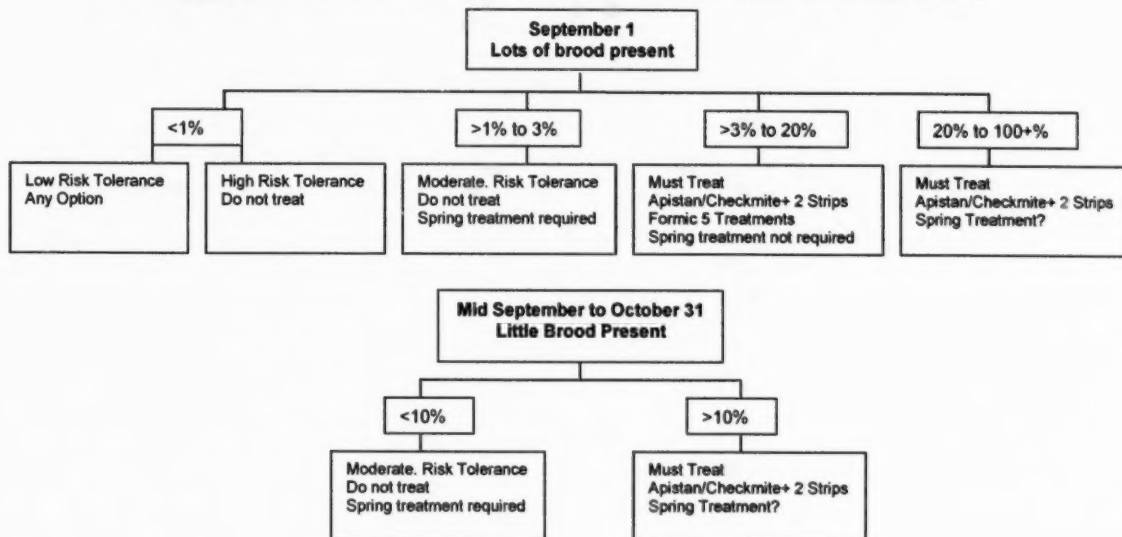 September 1
Lots of brood present
<1%
>1% to 3%
>3% to 20%
20% to 100+%
Low Risk Tolerance
Any Option
High Risk Tolerance
Do not treat
Moderate. Risk Tolerance
Do not treat
Spring treatment required
Must Treat
Apistan/Checkmite+ 2 Strips
Formic 5 Treatments
Spring treatment not required
Must Treat
Apistan/Checkmite+ 2 Strips
Spring Treatment?
Mid September to October 31
Little Brood Present
<10%
>10%
Moderate. Risk Tolerance
Do not treat
Spring treatment required
Must Treat
Apistan/Checkmite+ 2 Strips
Spring Treatment?